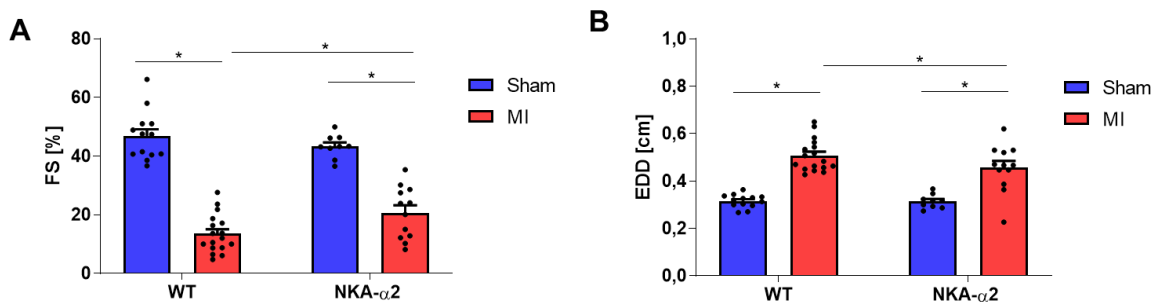 A
FS [%]
80
60
40
20
0
*
*
*
WT
NKA-α2
Sham
MI
B
EDD [cm]
1,0
0,8
0,6
0,4
0,2
0,0
*
*
*
WT
NKA-α2
Sham
MI